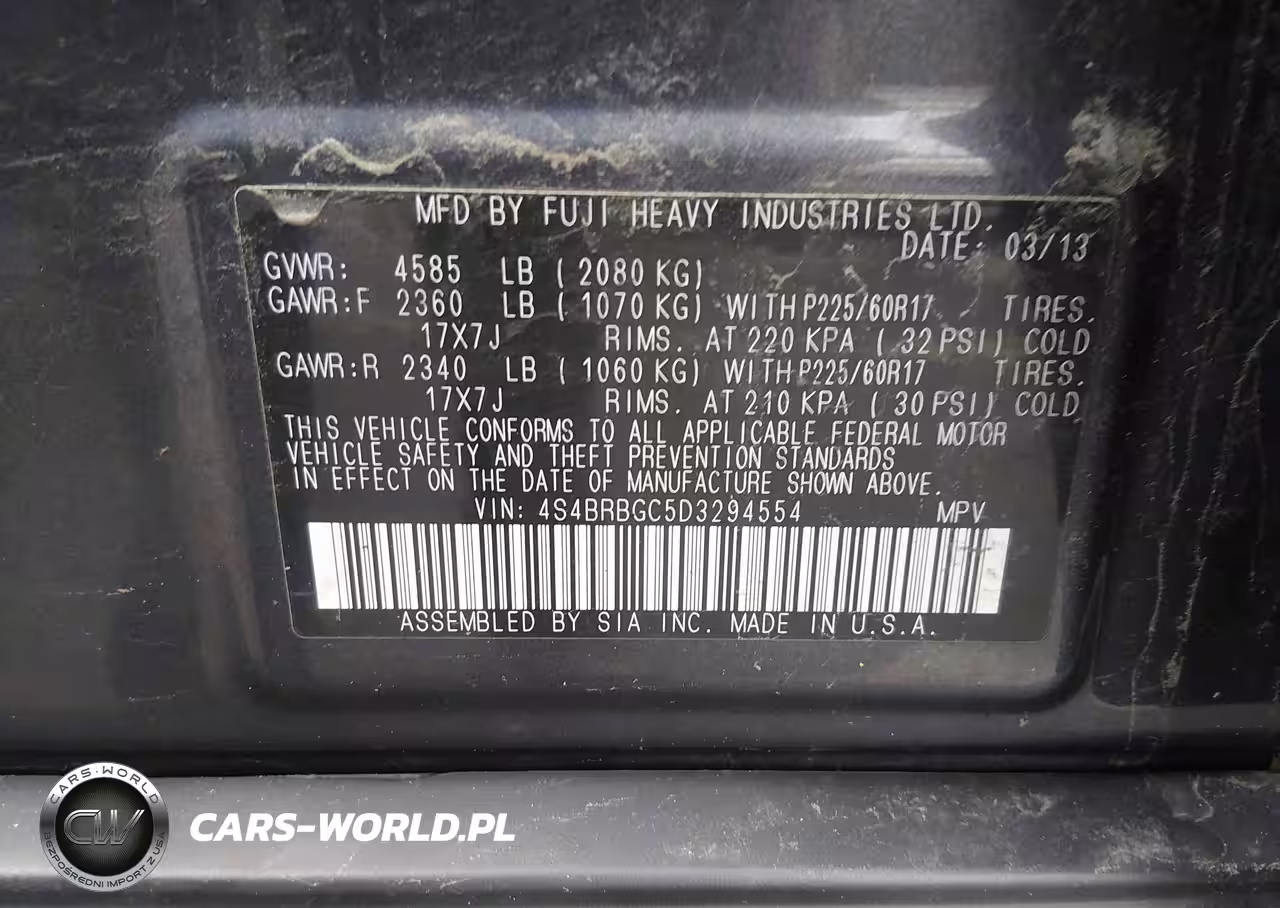 MFD BY FUJI HEAVY INDUSTRIES LTD.
DATE: 03/13
GVWR: 4585 LB (2080 KG)
GAWR:F 2360 LB (1070 KG) WITH P225/60R17 TIRES.
17X7J RIMS. AT 220 KPA (32 PSI) COLD
GAWR:R 2340 LB (1060 KG) WITH P225/60R17 TIRES.
17X7J RIMS. AT 210 KPA (30 PSI) COLD
THIS VEHICLE CONFORMS TO ALL APPLICABLE FEDERAL MOTOR
VEHICLE SAFETY AND THEFT PREVENTION STANDARDS
IN EFFECT ON THE DATE OF MANUFACTURE SHOWN ABOVE.
VIN: 4S4BRBGC5D3294554 MPV
ASSEMBLED BY SIA INC. MADE IN U.S.A.
CARS-WORLD
CW
BEZPOŚREDNI IMPORT Z USA
CARS-WORLD.PL